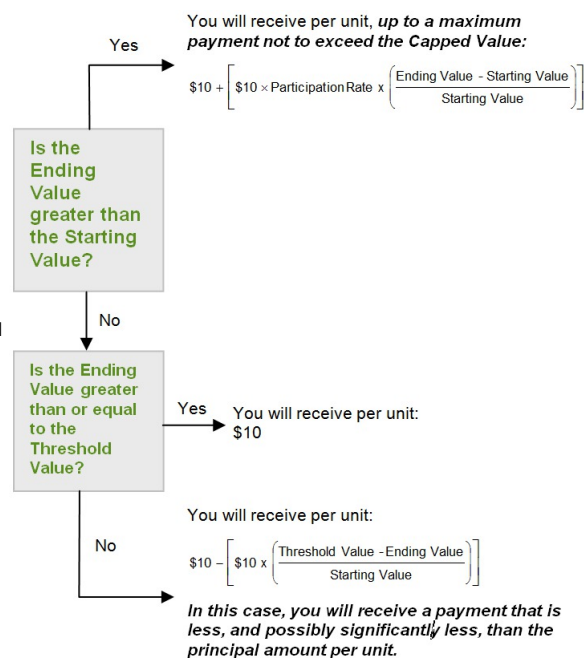 You will receive per unit, up to a maximum
payment not to exceed the Capped Value:
Yes
$10 + [ $10 × Participation Rate x ( Ending Value - Starting Value / Starting Value ) ]
Is the
Ending
Value
greater than
the Starting
Value?
No
Is the Ending
Value greater
than or equal
to the
Threshold
Value?
Yes
You will receive per unit:
$10
You will receive per unit:
No
$10 – [ $10 x ( Threshold Value - Ending Value / Starting Value ) ]
In this case, you will receive a payment that is
less, and possibly significantly less, than the
principal amount per unit.